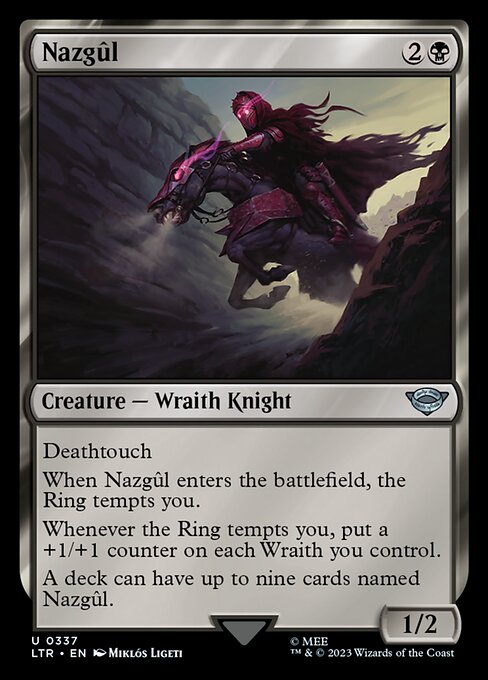 Nazgûl 2
Creature — Wraith Knight
Deathtouch
When Nazgûl enters the battlefield, the
Ring tempts you.
Whenever the Ring tempts you, put a
+1/+1 counter on each Wraith you control.
A deck can have up to nine cards named
Nazgûl.
1/2
U 0337
LTR • EN Miklós Ligeti
© MEE
™ & © 2023 Wizards of the Coast